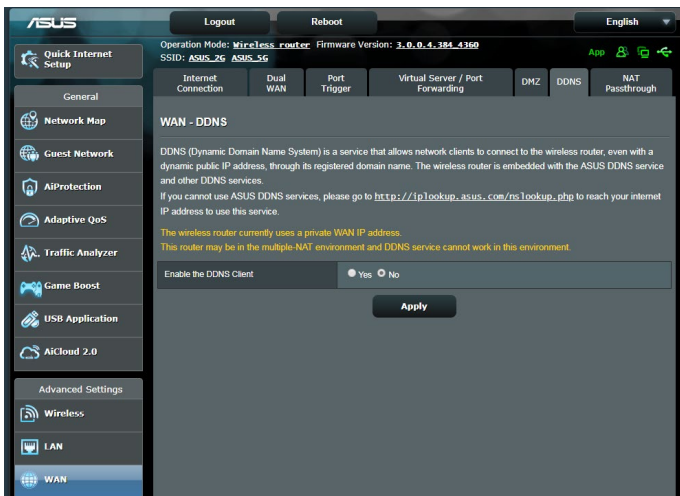 ASUS
Logout
Reboot
English
Quick Internet Setup
Operation Mode: Wireless router Firmware Version: 3.0.0.4.384_4360
SSID: ASUS_2G ASUS_5G
App
Internet Connection
Dual WAN
Port Trigger
Virtual Server / Port Forwarding
DMZ
DDNS
NAT Passthrough
General
Network Map
Guest Network
AiProtection
Adaptive QoS
Traffic Analyzer
Game Boost
USB Application
AiCloud 2.0
Advanced Settings
Wireless
LAN
WAN
WAN - DDNS
DDNS (Dynamic Domain Name System) is a service that allows network clients to connect to the wireless router, even with a
dynamic public IP address, through its registered domain name. The wireless router is embedded with the ASUS DDNS service
and other DDNS services.
If you cannot use ASUS DDNS services, please go to http://iplookup.asus.com/nslookup.php to reach your internet
IP address to use this service.
The wireless router currently uses a private WAN IP
address.
This router may be in the multiple-NAT environment and DDNS service cannot work in this environment.
Enable the DDNS Client
Yes No
Apply